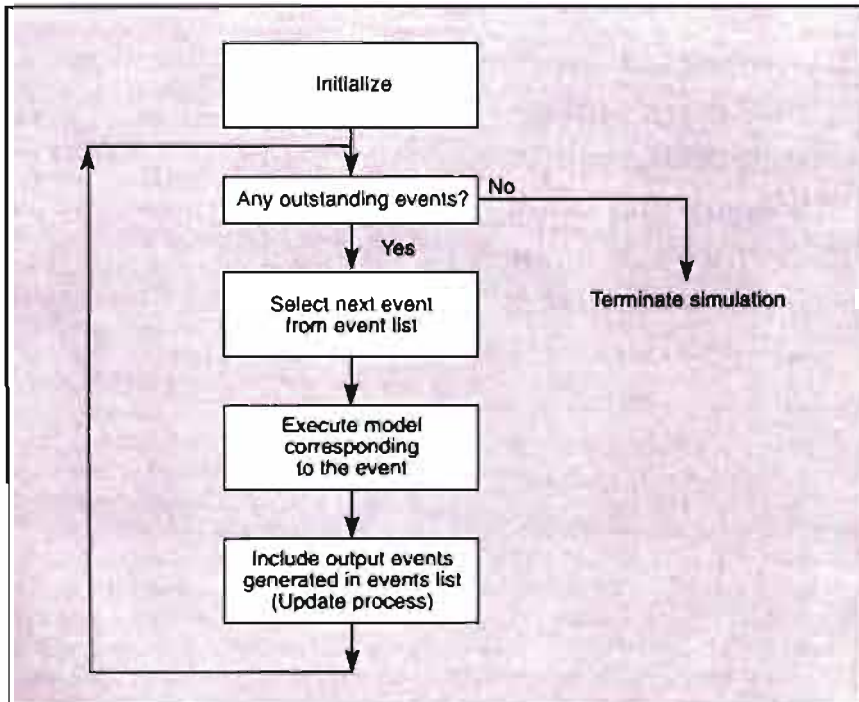 Initialize
Any outstanding events?
No
Yes
Select next event
from event list
Terminate simulation
Execute model
corresponding
to the event
Include output events
generated in events list
(Update process)